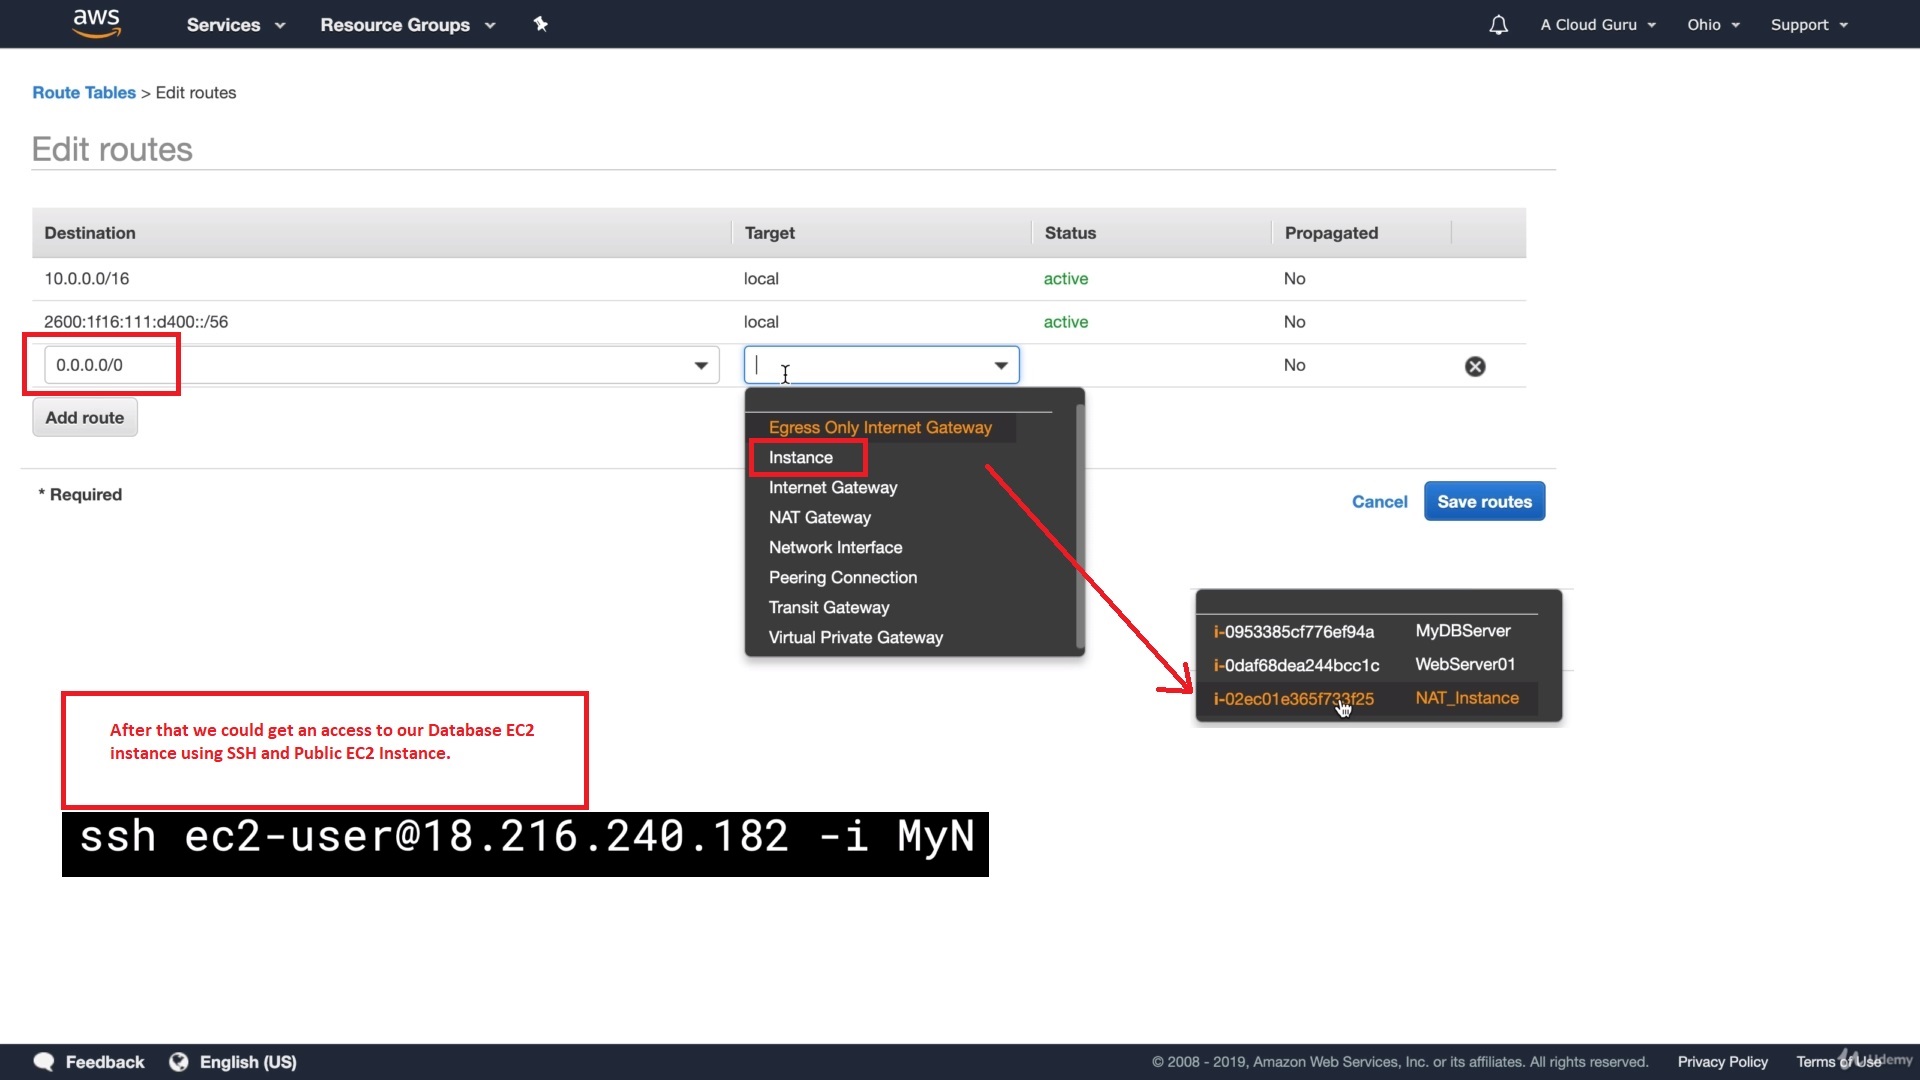 aws Services Resource Groups A Cloud Guru Ohio Support
Route Tables > Edit routes
Edit routes
Destination Target Status Propagated
10.0.0.0/16 local active No
2600:1f16:111:d400::/56 local active No
0.0.0.0/0 No
Add route
Egress Only Internet Gateway
Instance
Internet Gateway
NAT Gateway
Network Interface
Peering Connection
Transit Gateway
Virtual Private Gateway
* Required
Cancel Save routes
i-0953385cf776ef94a MyDBServer
i-0daf68dea244bcc1c WebServer01
i-02ec01e365f733f25 NAT_Instance
After that we could get an access to our Database EC2
instance using SSH and Public EC2 Instance.
ssh ec2-user@18.216.240.182 -i MyN
Feedback English (US) © 2008 - 2019, Amazon Web Services, Inc. or its affiliates. All rights reserved. Privacy Policy Terms of Use
Udemy